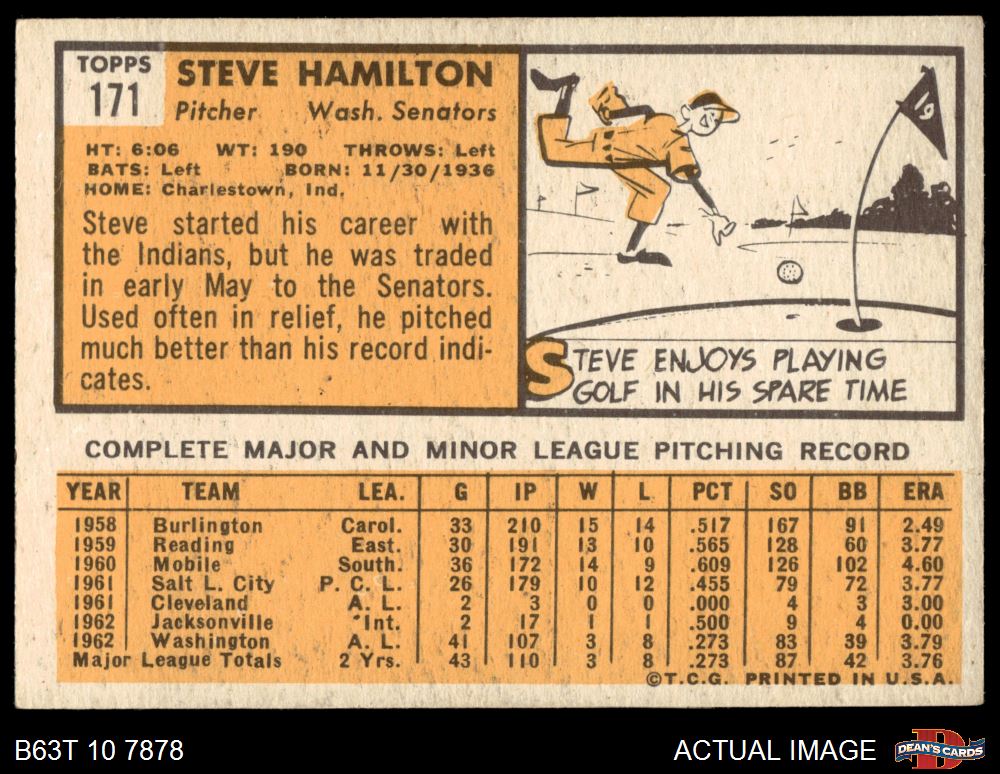 TOPPS
171
STEVE HAMILTON
Pitcher Wash. Senators
HT: 6:06 WT: 190 THROWS: Left
BATS: Left BORN: 11/30/1936
HOME: Charlestown, Ind.
Steve started his career with
the Indians, but he was traded
in early May to the Senators.
Used often in relief, he pitched
much better than his record indi-
cates.
19
STEVE ENJOYS PLAYING
GOLF IN HIS SPARE TIME
COMPLETE MAJOR AND MINOR LEAGUE PITCHING RECORD
YEAR TEAM LEA. G IP W L PCT SO BB ERA
1958 Burlington Carol. 33 210 15 14 .517 167 91 2.49
1959 Reading East. 30 191 13 10 .565 128 60 3.77
1960 Mobile South. 36 172 14 9 .609 126 102 4.60
1961 Salt L. City P. C. L. 26 179 10 12 .455 79 72 3.77
1961 Cleveland A. L. 2 3 0 0 .000 4 3 3.00
1962 Jacksonville Int. 2 17 1 1 .500 9 4 0.00
1962 Washington A. L. 41 107 3 8 .273 83 39 3.79
Major League Totals 2 Yrs. 43 110 3 8 .273 87 42 3.76
©T.C.G. PRINTED IN U.S.A.
B63T 10 7878
ACTUAL IMAGE
D
DEAN'S CARDS